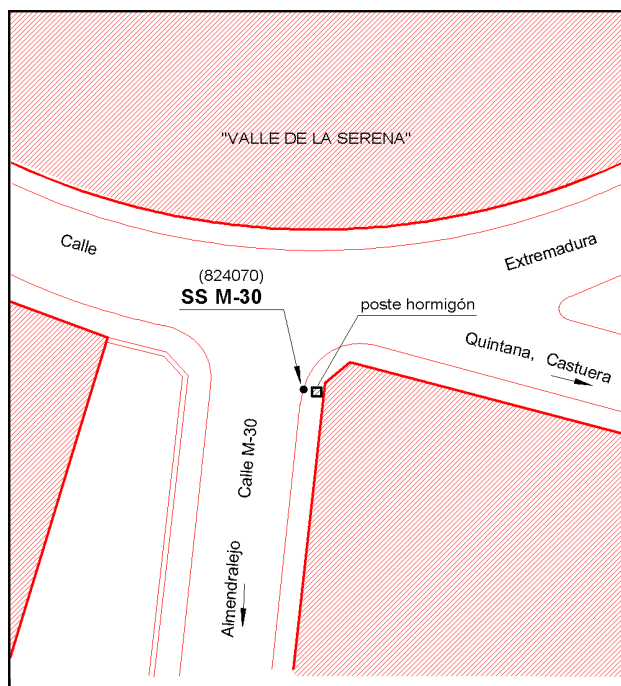 "VALLE DE LA SERENA"
Calle
Extremadura
(824070)
SS M-30
poste hormigón
Quintana, Castuera
Calle M-30
Almendralejo